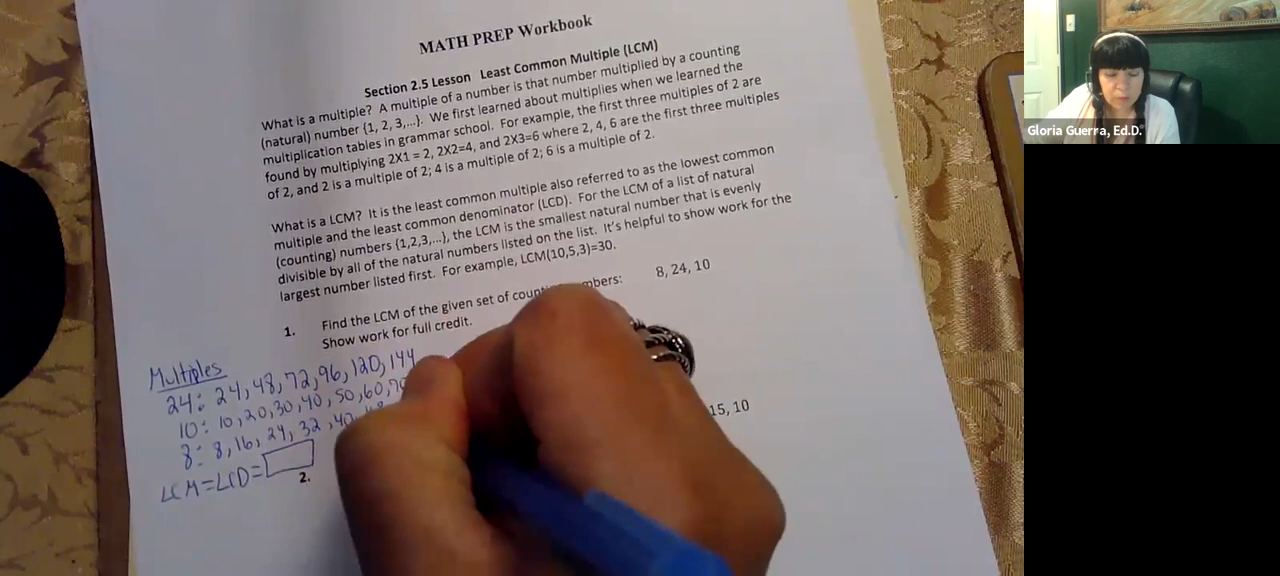 MATH PREP Workbook
Section 2.5 Lesson Least Common Multiple (LCM)
What is a multiple? A multiple of a number is that number multiplied by a counting
(natural) number {1, 2, 3,...}. We first learned about multiplies when we learned the
multiplication tables in grammar school. For example, the first three multiples of 2 are
found by multiplying 2X1 = 2, 2X2=4, and 2X3=6 where 2, 4, 6 are the first three multiples
of 2, and 2 is a multiple of 2; 4 is a multiple of 2; 6 is a multiple of 2.
What is a LCM? It is the least common multiple also referred to as the lowest common
multiple and the least common denominator (LCD). For the LCM of a list of natural
(counting) numbers {1,2,3,...}, the LCM is the smallest natural number that is evenly
divisible by all of the natural numbers listed on the list. It's helpful to show work for the
largest number listed first. For example, LCM(10,5,3)=30.
1. Find the LCM of the given set of 8, 24, 10
Show work for full credit.
Multiples
24: 24, 48, 72, 96, 120, 144
10: 10, 20, 30, 40, 50, 60, 70
8: 8, 16, 24, 32, 40,
15, 10
LCM=LCD=
2.
Gloria Guerra, Ed.D.